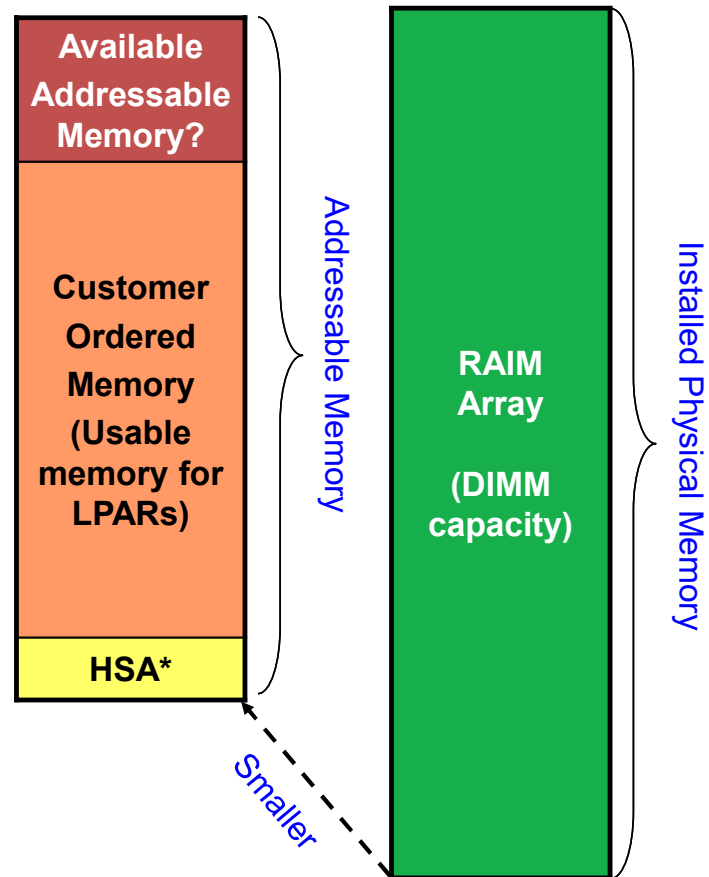 Available
Addressable
Memory?
Customer
Ordered
Memory
(Usable
memory for
LPARs)
HSA*
Addressable Memory
Smaller
RAIM
Array
(DIMM
capacity)
Installed Physical Memory